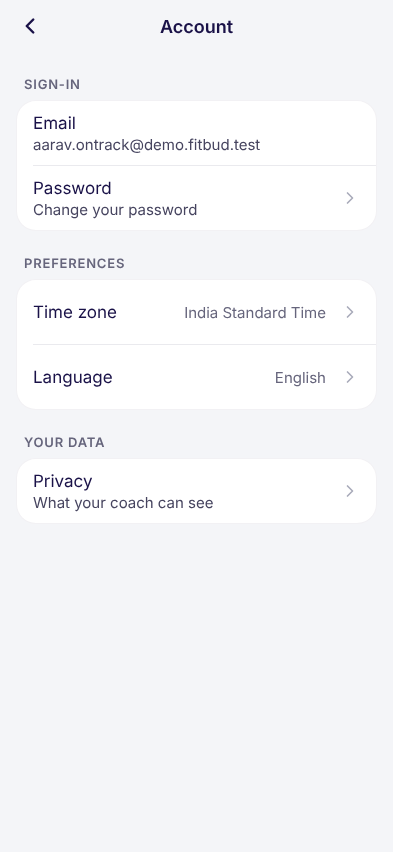 Account
SIGN-IN
Email
aarav.ontrack@demo.fitbud.test
Password
Change your password
PREFERENCES
Time zone
India Standard Time
Language
English
YOUR DATA
Privacy
What your coach can see